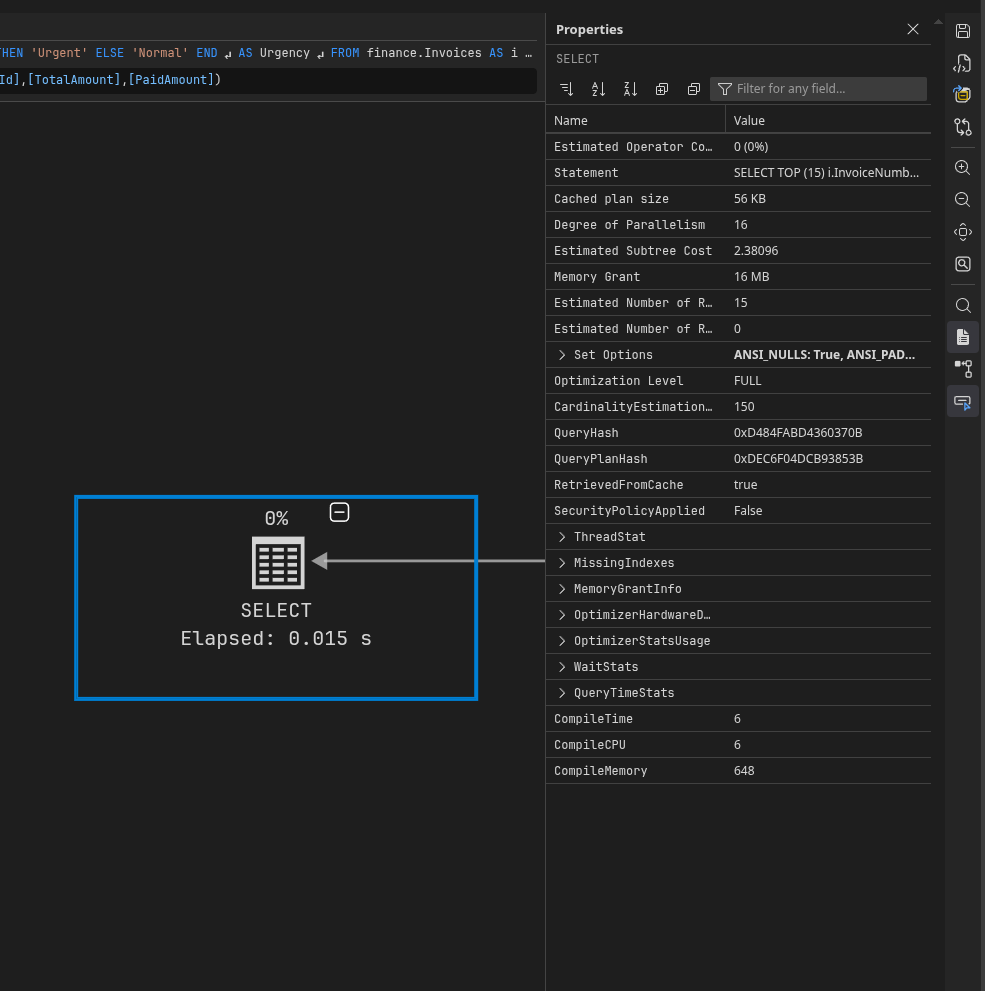 HEN 'Urgent' ELSE 'Normal' END ↲ AS Urgency ↲ FROM finance.Invoices AS i …
Id],[TotalAmount],[PaidAmount])
0%
SELECT
Elapsed: 0.015 s
Properties
SELECT
Filter for any field...
Name Value
Estimated Operator Co… 0 (0%)
Statement SELECT TOP (15) i.InvoiceNumb...
Cached plan size 56 KB
Degree of Parallelism 16
Estimated Subtree Cost 2.38096
Memory Grant 16 MB
Estimated Number of R… 15
Estimated Number of R… 0
Set Options ANSI_NULLS: True, ANSI_PAD...
Optimization Level FULL
CardinalityEstimation… 150
QueryHash 0xD484FABD4360370B
QueryPlanHash 0xDEC6F04DCB93853B
RetrievedFromCache true
SecurityPolicyApplied False
ThreadStat
MissingIndexes
MemoryGrantInfo
OptimizerHardwareD…
OptimizerStatsUsage
WaitStats
QueryTimeStats
CompileTime 6
CompileCPU 6
CompileMemory 648